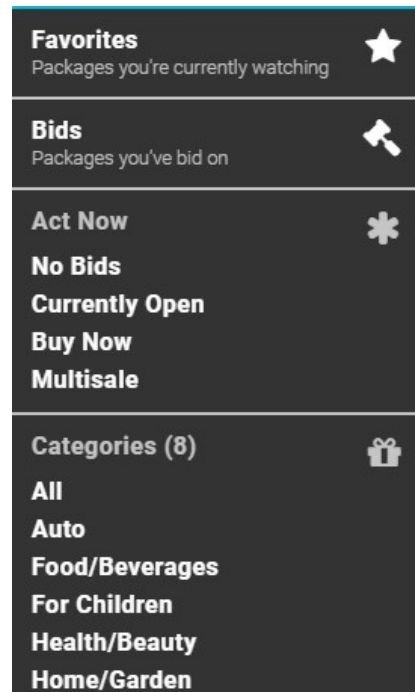 Favorites
Packages you're currently watching
Bids
Packages you've bid on
Act Now
No Bids
Currently Open
Buy Now
Multisale
Categories (8)
All
Auto
Food/Beverages
For Children
Health/Beauty
Home/Garden